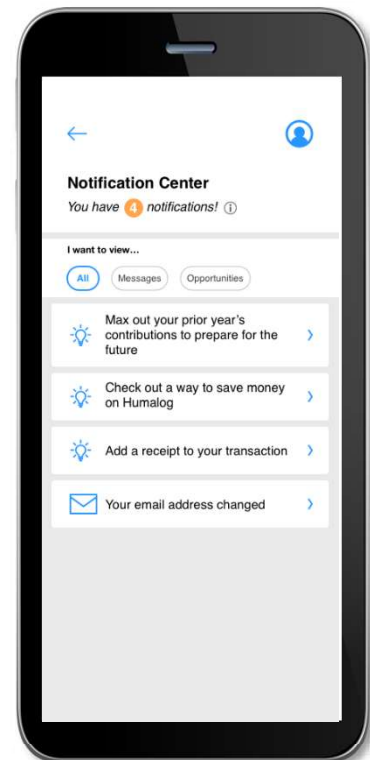 Notification Center
You have 4 notifications! i
I want to view...
All Messages Opportunities
Max out your prior year's
contributions to prepare for the
future
Check out a way to save money
on Humalog
Add a receipt to your transaction
Your email address changed